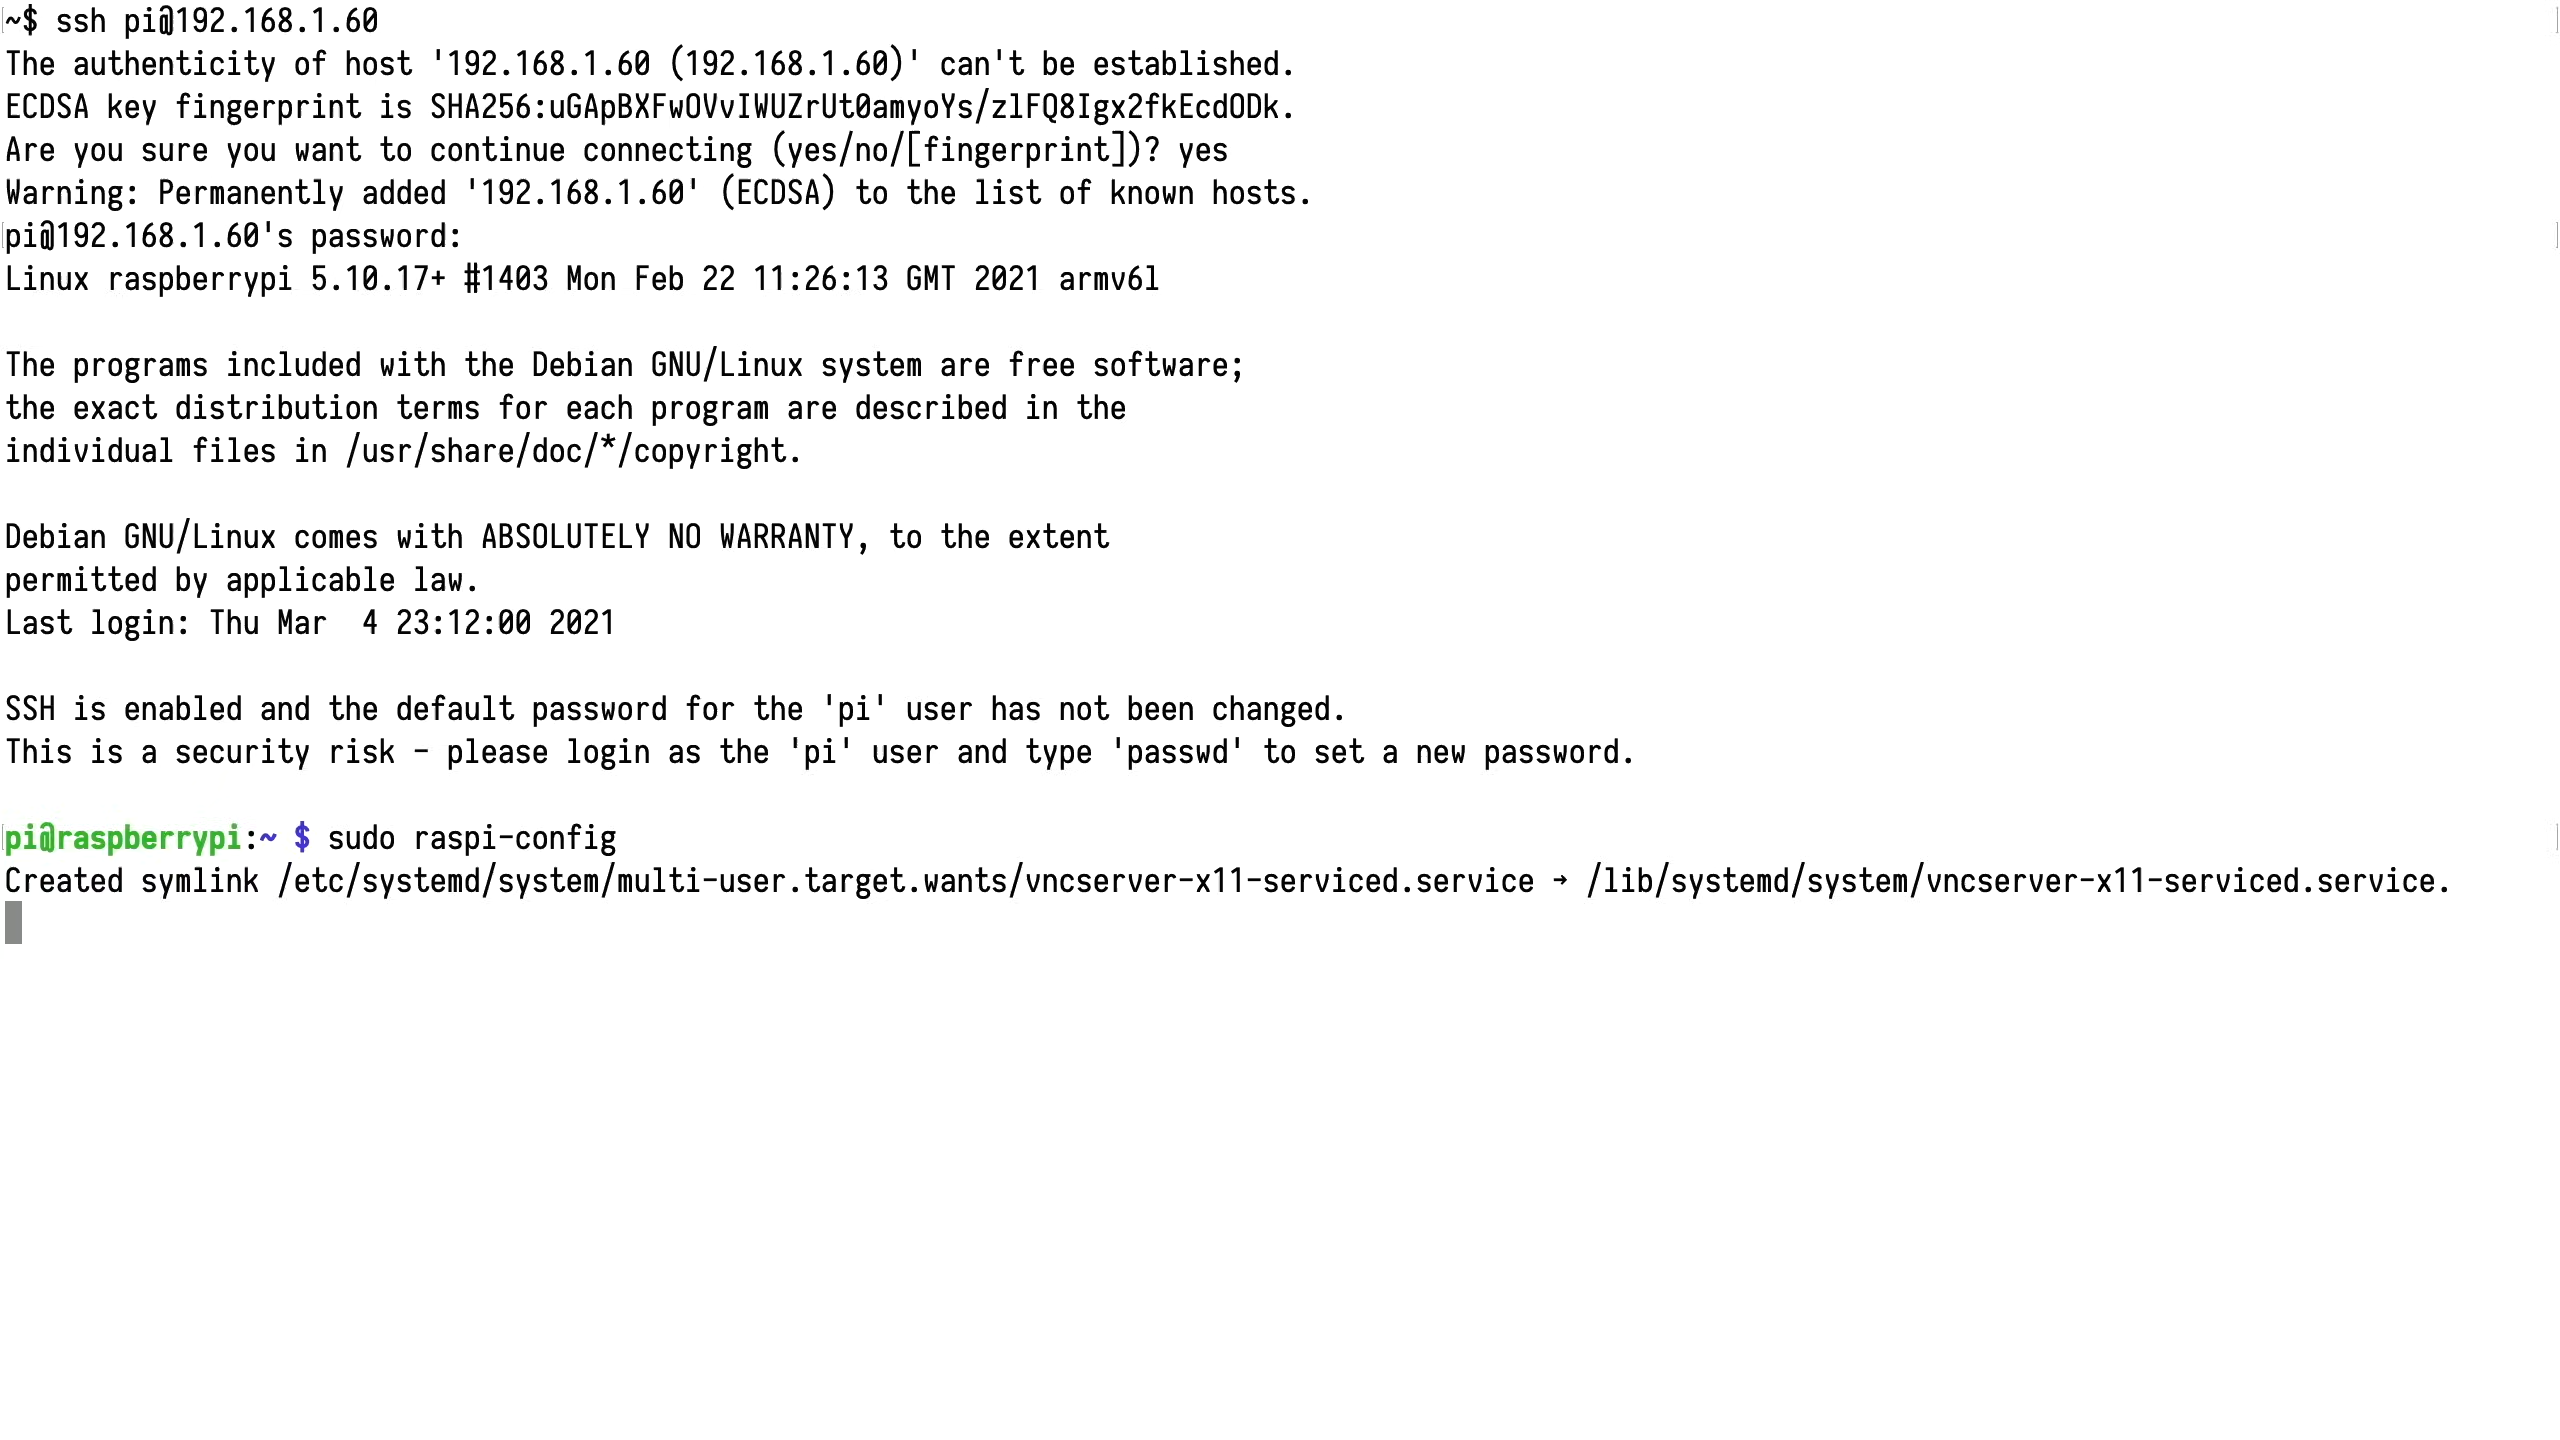 ~$ ssh pi@192.168.1.60
The authenticity of host '192.168.1.60 (192.168.1.60)' can't be established.
ECDSA key fingerprint is SHA256:uGApBXFwOVvIWUZrUt0amyoYs/zlFQ8Igx2fkEcdODk.
Are you sure you want to continue connecting (yes/no/[fingerprint])? yes
Warning: Permanently added '192.168.1.60' (ECDSA) to the list of known hosts.
pi@192.168.1.60's password:
Linux raspberrypi 5.10.17+ #1403 Mon Feb 22 11:26:13 GMT 2021 armv6l
The programs included with the Debian GNU/Linux system are free software;
the exact distribution terms for each program are described in the
individual files in /usr/share/doc/*/copyright.
Debian GNU/Linux comes with ABSOLUTELY NO WARRANTY, to the extent
permitted by applicable law.
Last login: Thu Mar  4 23:12:00 2021
SSH is enabled and the default password for the 'pi' user has not been changed.
This is a security risk - please login as the 'pi' user and type 'passwd' to set a new password.
pi@raspberrypi:~ $ sudo raspi-config
Created symlink /etc/systemd/system/multi-user.target.wants/vncserver-x11-serviced.service → /lib/systemd/system/vncserver-x11-serviced.service.